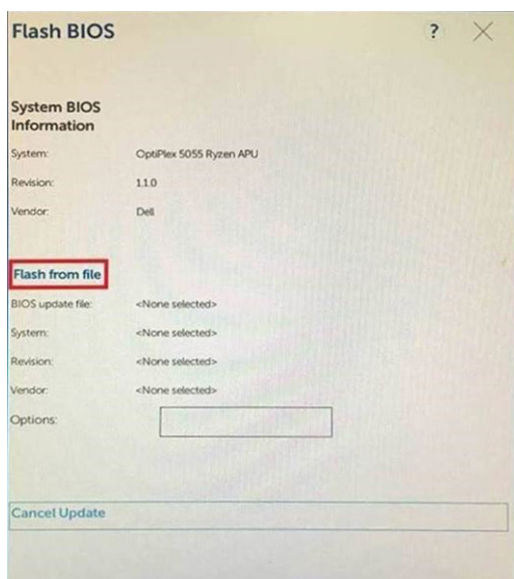 Flash BIOS ?
System BIOS
Information
System: OptiPlex 5055 Ryzen APU
Revision: 1.1.0
Vendor: Dell
Flash from file
BIOS update file: <None selected>
System: <None selected>
Revision: <None selected>
Vendor: <None selected>
Options:
Cancel Update